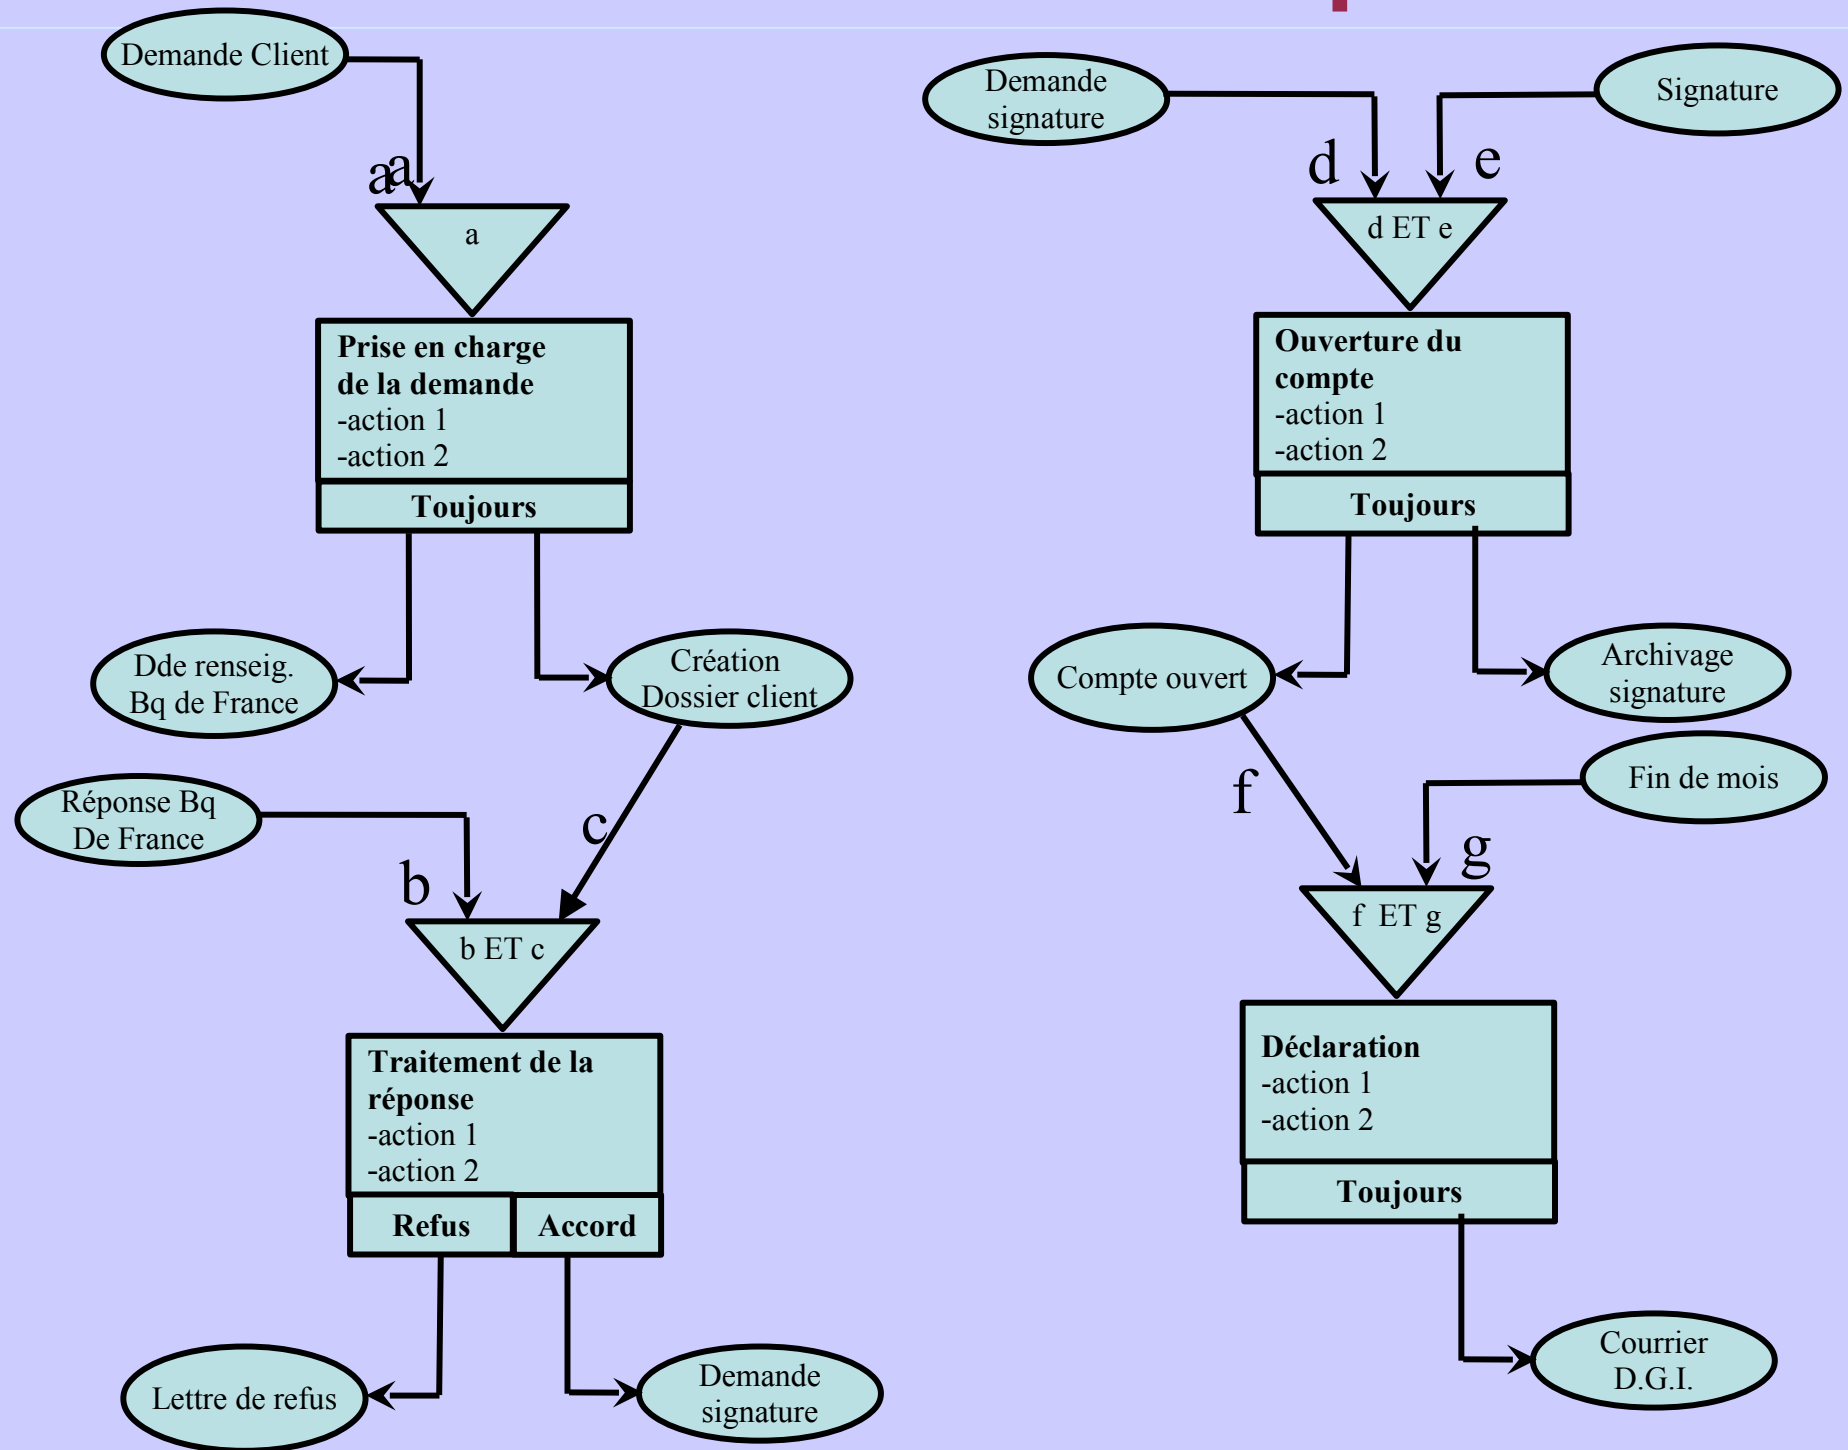 Demande Client
aa
a
Prise en charge
de la demande
-action 1
-action 2
Toujours
Dde renseig.
Bq de France
Création
Dossier client
Réponse Bq
De France
b
c
b ET c
Traitement de la
réponse
-action 1
-action 2
Refus
Accord
Lettre de refus
Demande
signature
Demande
signature
Signature
d
e
d ET e
Ouverture du
compte
-action 1
-action 2
Toujours
Compte ouvert
Archivage
signature
Fin de mois
f
g
f ET g
Déclaration
-action 1
-action 2
Toujours
Courrier
D.G.I.